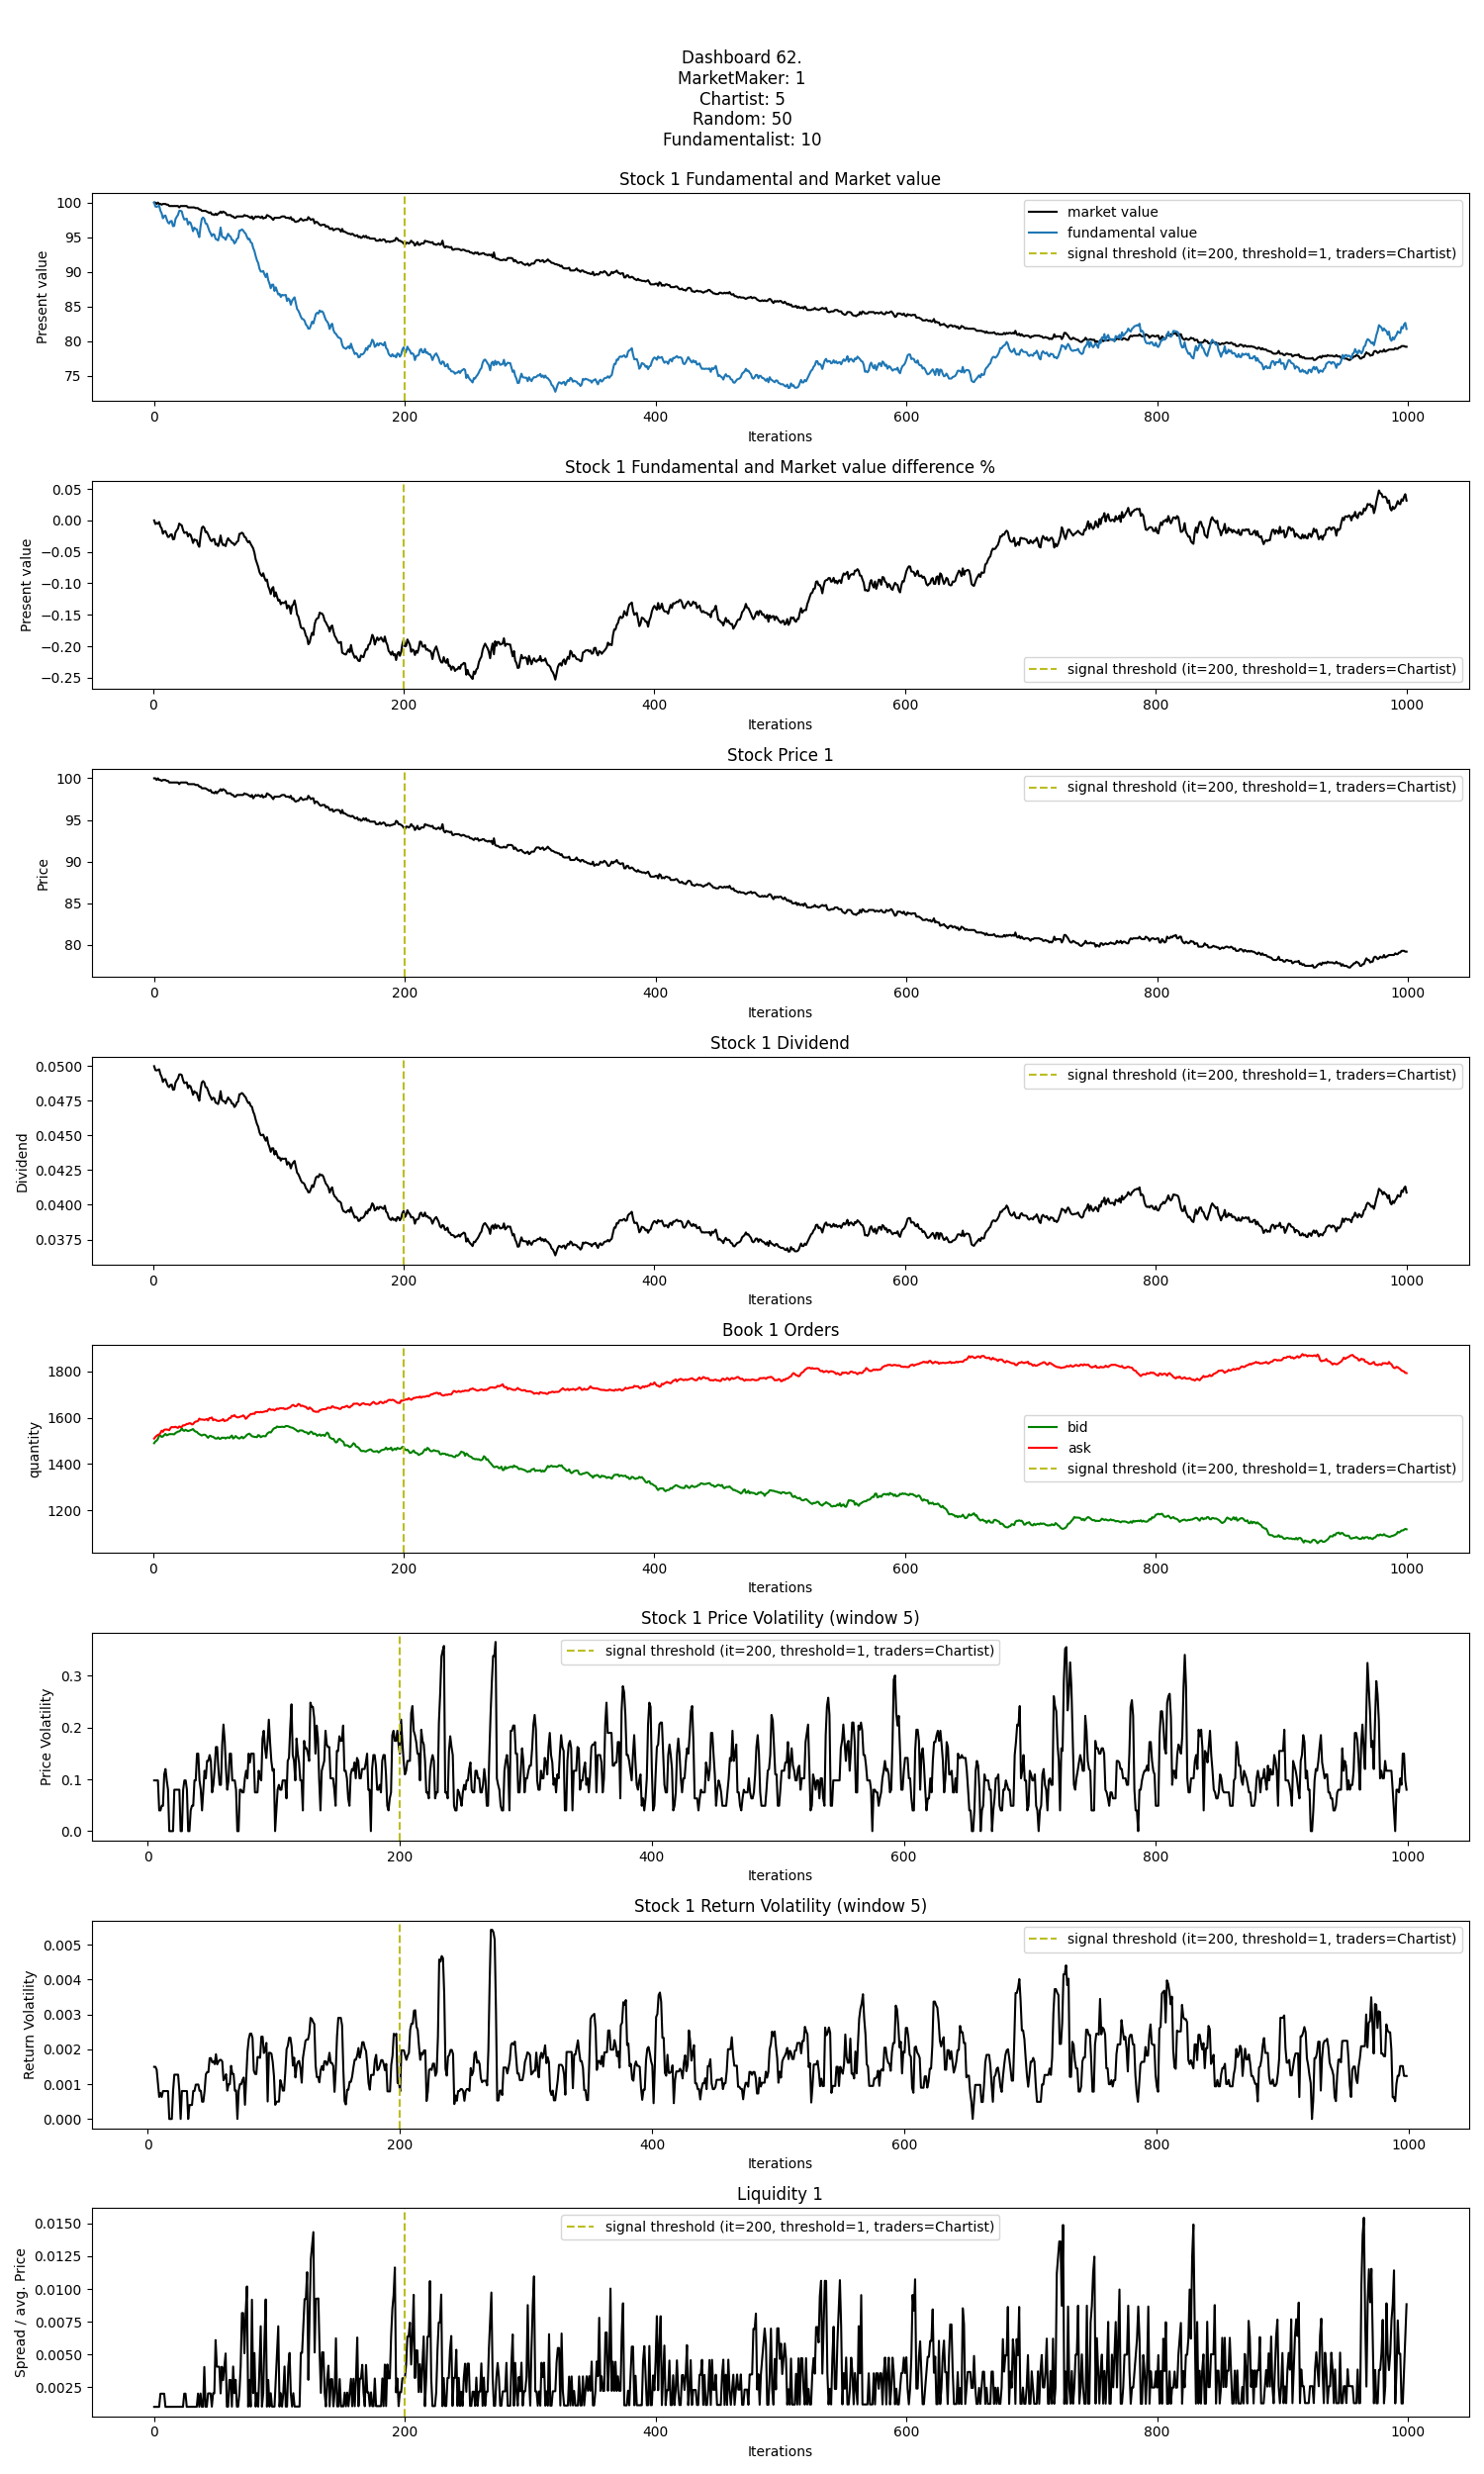 Dashboard 62.
MarketMaker: 1
Chartist: 5
Random: 50
Fundamentalist: 10
Stock 1 Fundamental and Market value
Present value
100
95
90
85
80
75
market value
fundamental value
signal threshold (it=200, threshold=1, traders=Chartist)
0 200 400 600 800 1000
Iterations
Stock 1 Fundamental and Market value difference %
Present value
0.05
0.00
−0.05
−0.10
−0.15
−0.20
−0.25
signal threshold (it=200, threshold=1, traders=Chartist)
0 200 400 600 800 1000
Iterations
Stock Price 1
Price
100
95
90
85
80
signal threshold (it=200, threshold=1, traders=Chartist)
0 200 400 600 800 1000
Iterations
Stock 1 Dividend
Dividend
0.0500
0.0475
0.0450
0.0425
0.0400
0.0375
signal threshold (it=200, threshold=1, traders=Chartist)
0 200 400 600 800 1000
Iterations
Book 1 Orders
quantity
1800
1600
1400
1200
bid
ask
signal threshold (it=200, threshold=1, traders=Chartist)
0 200 400 600 800 1000
Iterations
Stock 1 Price Volatility (window 5)
Price Volatility
0.3
0.2
0.1
0.0
signal threshold (it=200, threshold=1, traders=Chartist)
0 200 400 600 800 1000
Iterations
Stock 1 Return Volatility (window 5)
Return Volatility
0.005
0.004
0.003
0.002
0.001
0.000
signal threshold (it=200, threshold=1, traders=Chartist)
0 200 400 600 800 1000
Iterations
Liquidity 1
Spread / avg. Price
0.0150
0.0125
0.0100
0.0075
0.0050
0.0025
signal threshold (it=200, threshold=1, traders=Chartist)
0 200 400 600 800 1000
Iterations